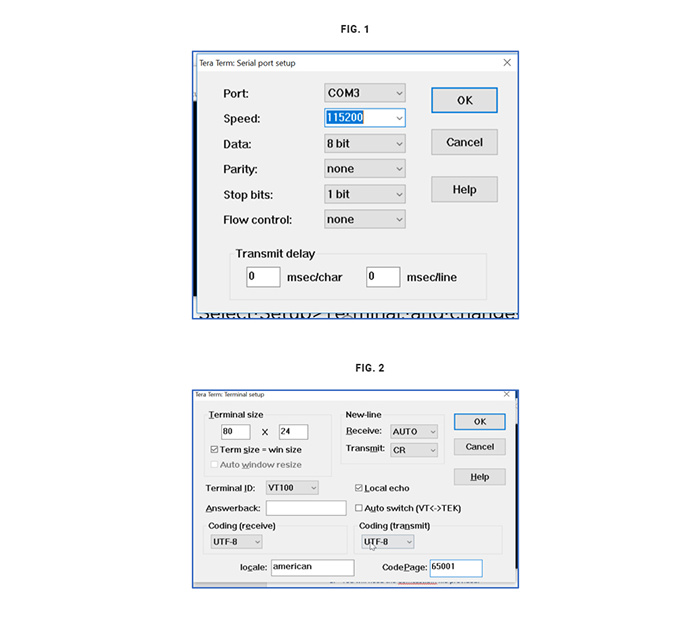 FIG. 1
Tera Term: Serial port setup
Port: COM3 OK
Speed: 115200
Data: 8 bit Cancel
Parity: none
Stop bits: 1 bit Help
Flow control: none
Transmit delay
0 msec/char 0 msec/line
FIG. 2
Tera Term: Terminal setup
Terminal size New-line OK
80 X 24 Receive: AUTO
Term size = win size Transmit: CR Cancel
Auto window resize
Help
Terminal ID: VT100 Local echo
Answerback: Auto switch (VT<->TEK)
Coding (receive) Coding (transmit)
UTF-8 UTF-8
locale: american CodePage: 65001